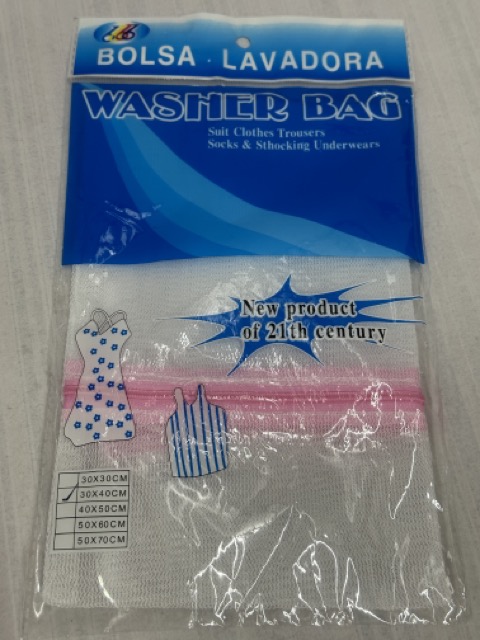 BOLSA · LAVADORA
WASHER BAG
Suit Clothes Trousers
Socks & Sthocking Underwears
New product
of 21th century
30X30CM
30X40CM
40X50CM
50X60CM
50X70CM